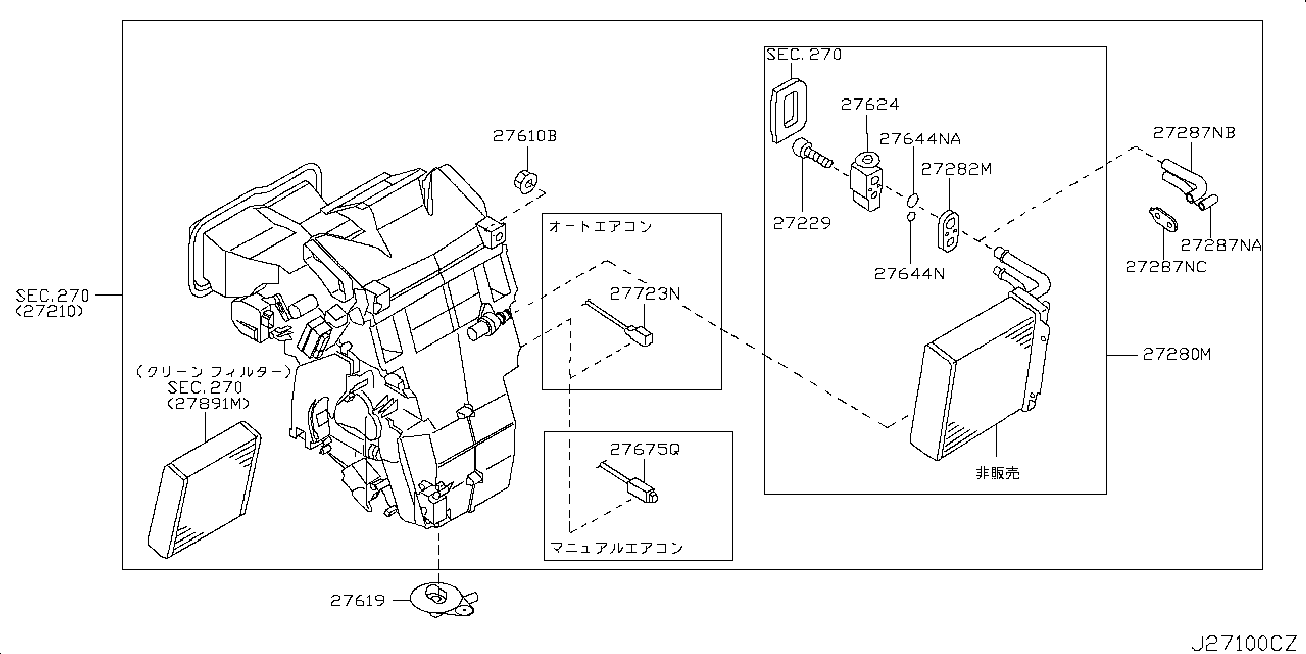 SEC.270
27624
27644NA
27282M
27287NB
27610B
27229
27644N
27287NA
27287NC
オートエアコン
27723N
SEC.270
(27210)
27280M
(クリーンフィルター)
SEC.270
(27891M)
27675Q
非販売
マニュアルエアコン
27619
J27100CZ